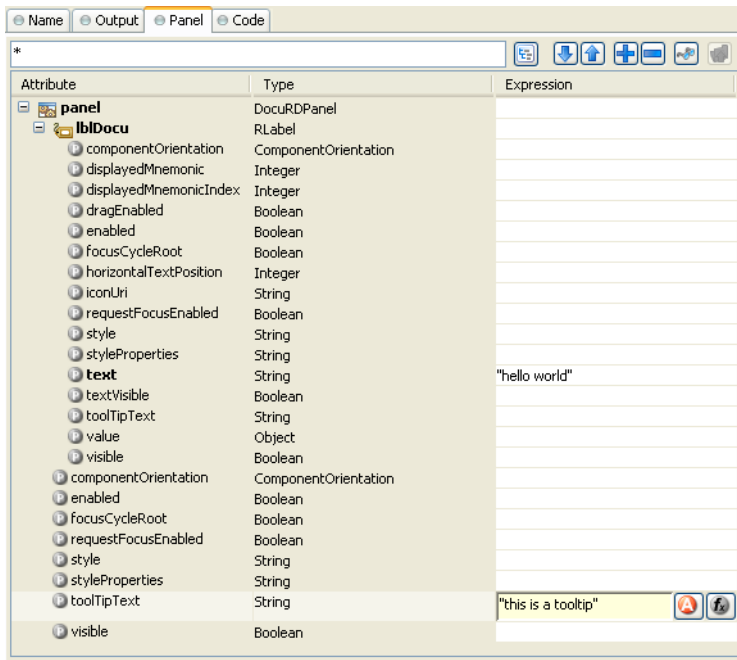 Name Output Panel Code
*
Attribute Type Expression
panel DocuRDPanel
lblDocu RLabel
componentOrientation ComponentOrientation
displayedMnemonic Integer
displayedMnemonicIndex Integer
dragEnabled Boolean
enabled Boolean
focusCycleRoot Boolean
horizontalTextPosition Integer
iconUri String
requestFocusEnabled Boolean
style String
styleProperties String
text String "hello world"
textVisible Boolean
toolTipText String
value Object
visible Boolean
componentOrientation ComponentOrientation
enabled Boolean
focusCycleRoot Boolean
requestFocusEnabled Boolean
style String
styleProperties String
toolTipText String "this is a tooltip"
visible Boolean